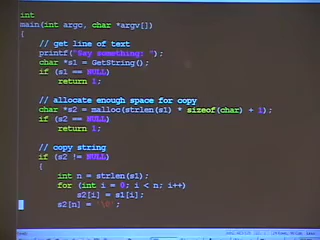 int
main(int argc, char *argv[])
{
// get line of text
printf("Say something: ");
char *s1 = GetString();
if (s1 == NULL)
return 1;
// allocate enough space for copy
char *s2 = malloc(strlen(s1) * sizeof(char) + 1);
if (s2 == NULL)
return 1;
// copy string
if (s2 != NULL)
{
int n = strlen(s1);
for (int i = 0; i < n; i++)
s2[i] = s1[i];
s2[n] = '\0';